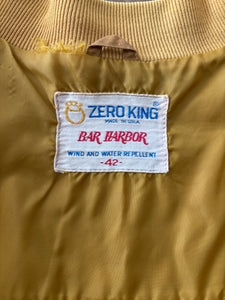 ZERO KING®
MADE IN U.S.A.
BAR HARBOR
WIND AND WATER REPELLENT
-42-